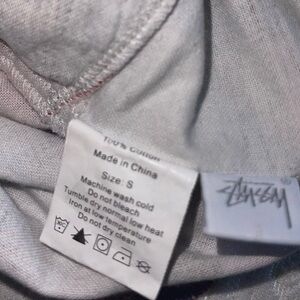 100% Cotton
Made in China
Size: S
Machine wash cold
Do not bleach
Tumble dry normal low heat
Iron at low temperature
Do not dry clean
Stüssy